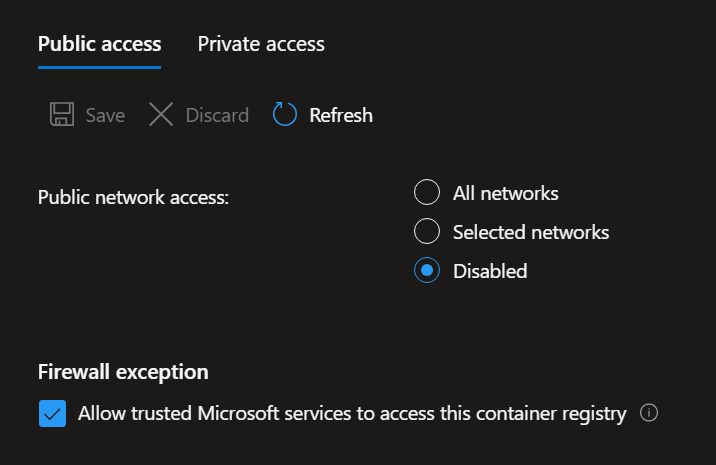 Public access Private access
Save Discard Refresh
Public network access:
All networks
Selected networks
Disabled
Firewall exception
Allow trusted Microsoft services to access this container registry